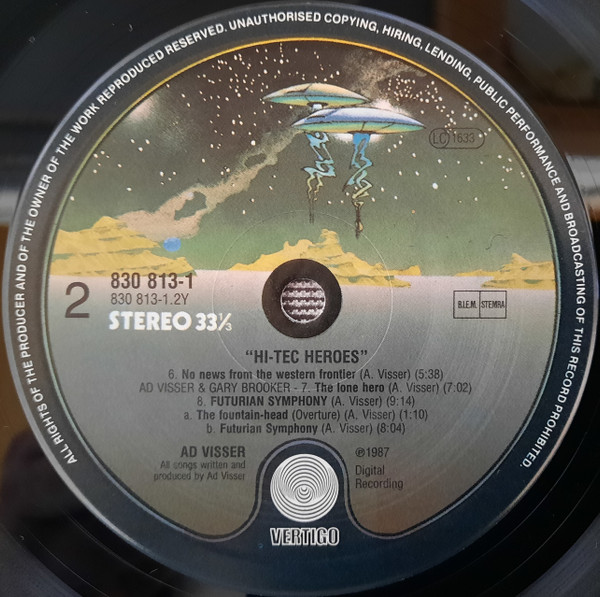 ALL RIGHTS OF THE PRODUCER AND OF THE OWNER OF THE WORK REPRODUCED RESERVED. UNAUTHORISED COPYING, HIRING, LENDING, PUBLIC PERFORMANCE AND BROADCASTING OF THIS RECORD PROHIBITED.
LC 1633
2
830 813-1
830 813-1.2Y
STEREO 33⅓
B.I.E.M. STEMRA
"HI-TEC HEROES"
6. No news from the western frontier (A. Visser) (5:38)
AD VISSER & GARY BROOKER - 7. The lone hero (A. Visser) (7:02)
8. FUTURIAN SYMPHONY (A. Visser) (9:14)
a. The fountain-head (Overture) (A. Visser) (1:10)
b. Futurian Symphony (A. Visser) (8:04)
AD VISSER
All songs written and
produced by Ad Visser
℗1987
Digital
Recording
VERTIGO